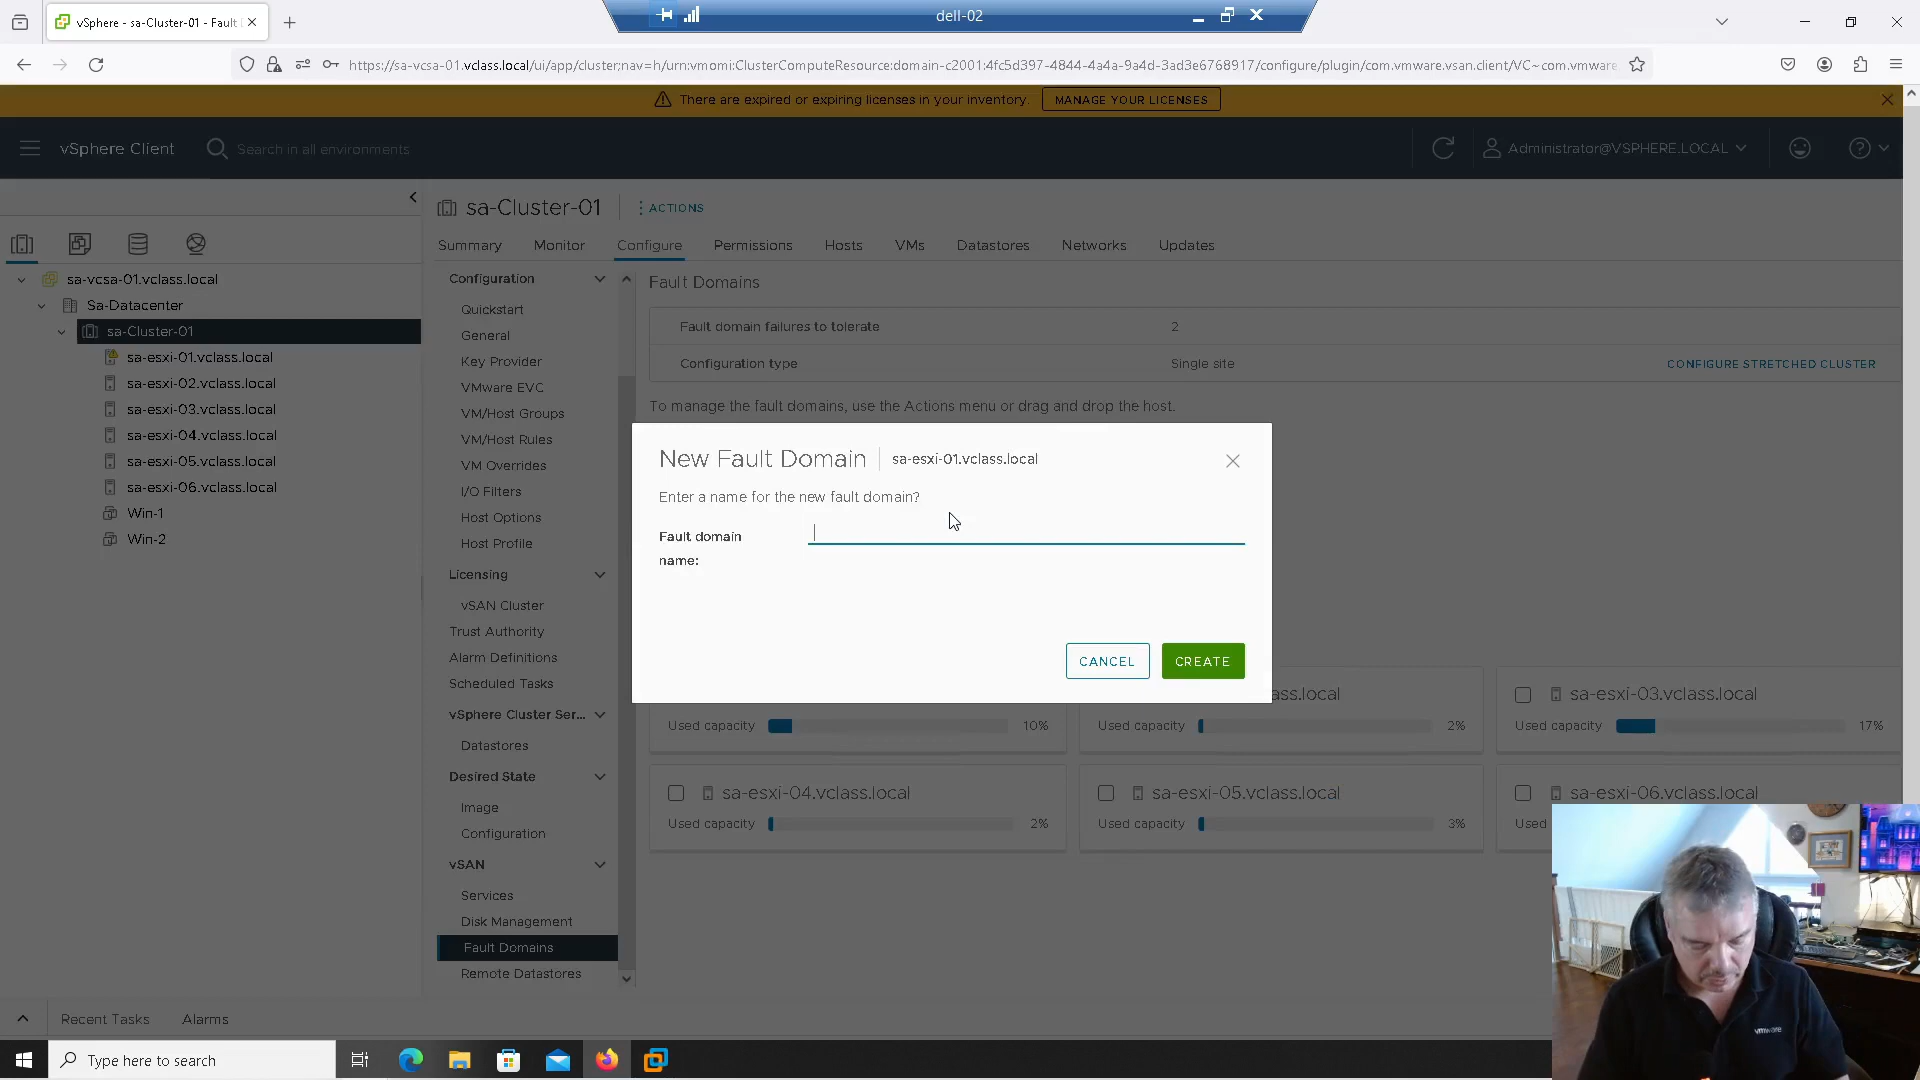 vSphere - sa-Cluster-01 - Fault
dell-02
https://sa-vcsa-01.vclass.local/ui/app/cluster;nav=h/urn:vmomi:ClusterComputeResource:domain-c2001:4fc5d397-4844-4a4a-9a4d-3ad3e6768917/configure/plugin/com.vmware.vsan.client/VC~com.vmware
There are expired or expiring licenses in your inventory.
MANAGE YOUR LICENSES
vSphere Client
Search in all environments
Administrator@VSPHERE.LOCAL
sa-vcsa-01.vclass.local
Sa-Datacenter
sa-Cluster-01
sa-esxi-01.vclass.local
sa-esxi-02.vclass.local
sa-esxi-03.vclass.local
sa-esxi-04.vclass.local
sa-esxi-05.vclass.local
sa-esxi-06.vclass.local
Win-1
Win-2
sa-Cluster-01
ACTIONS
Summary Monitor Configure Permissions Hosts VMs Datastores Networks Updates
Configuration
Quickstart
General
Key Provider
VMware EVC
VM/Host Groups
VM/Host Rules
VM Overrides
I/O Filters
Host Options
Host Profile
Licensing
vSAN Cluster
Trust Authority
Alarm Definitions
Scheduled Tasks
vSphere Cluster Ser...
Datastores
Desired State
Image
Configuration
vSAN
Services
Disk Management
Fault Domains
Remote Datastores
Fault Domains
Fault domain failures to tolerate 2
Configuration type Single site CONFIGURE STRETCHED CLUSTER
To manage the fault domains, use the Actions menu or drag and drop the host.
New Fault Domain sa-esxi-01.vclass.local
Enter a name for the new fault domain?
Fault domain
name:
CANCEL CREATE
ass.local
sa-esxi-03.vclass.local
Used capacity 10%
Used capacity 2%
Used capacity 17%
sa-esxi-04.vclass.local
sa-esxi-05.vclass.local
sa-esxi-06.vclass.local
Used capacity 2%
Used capacity 3%
Used
Recent Tasks Alarms
Type here to search
vmware